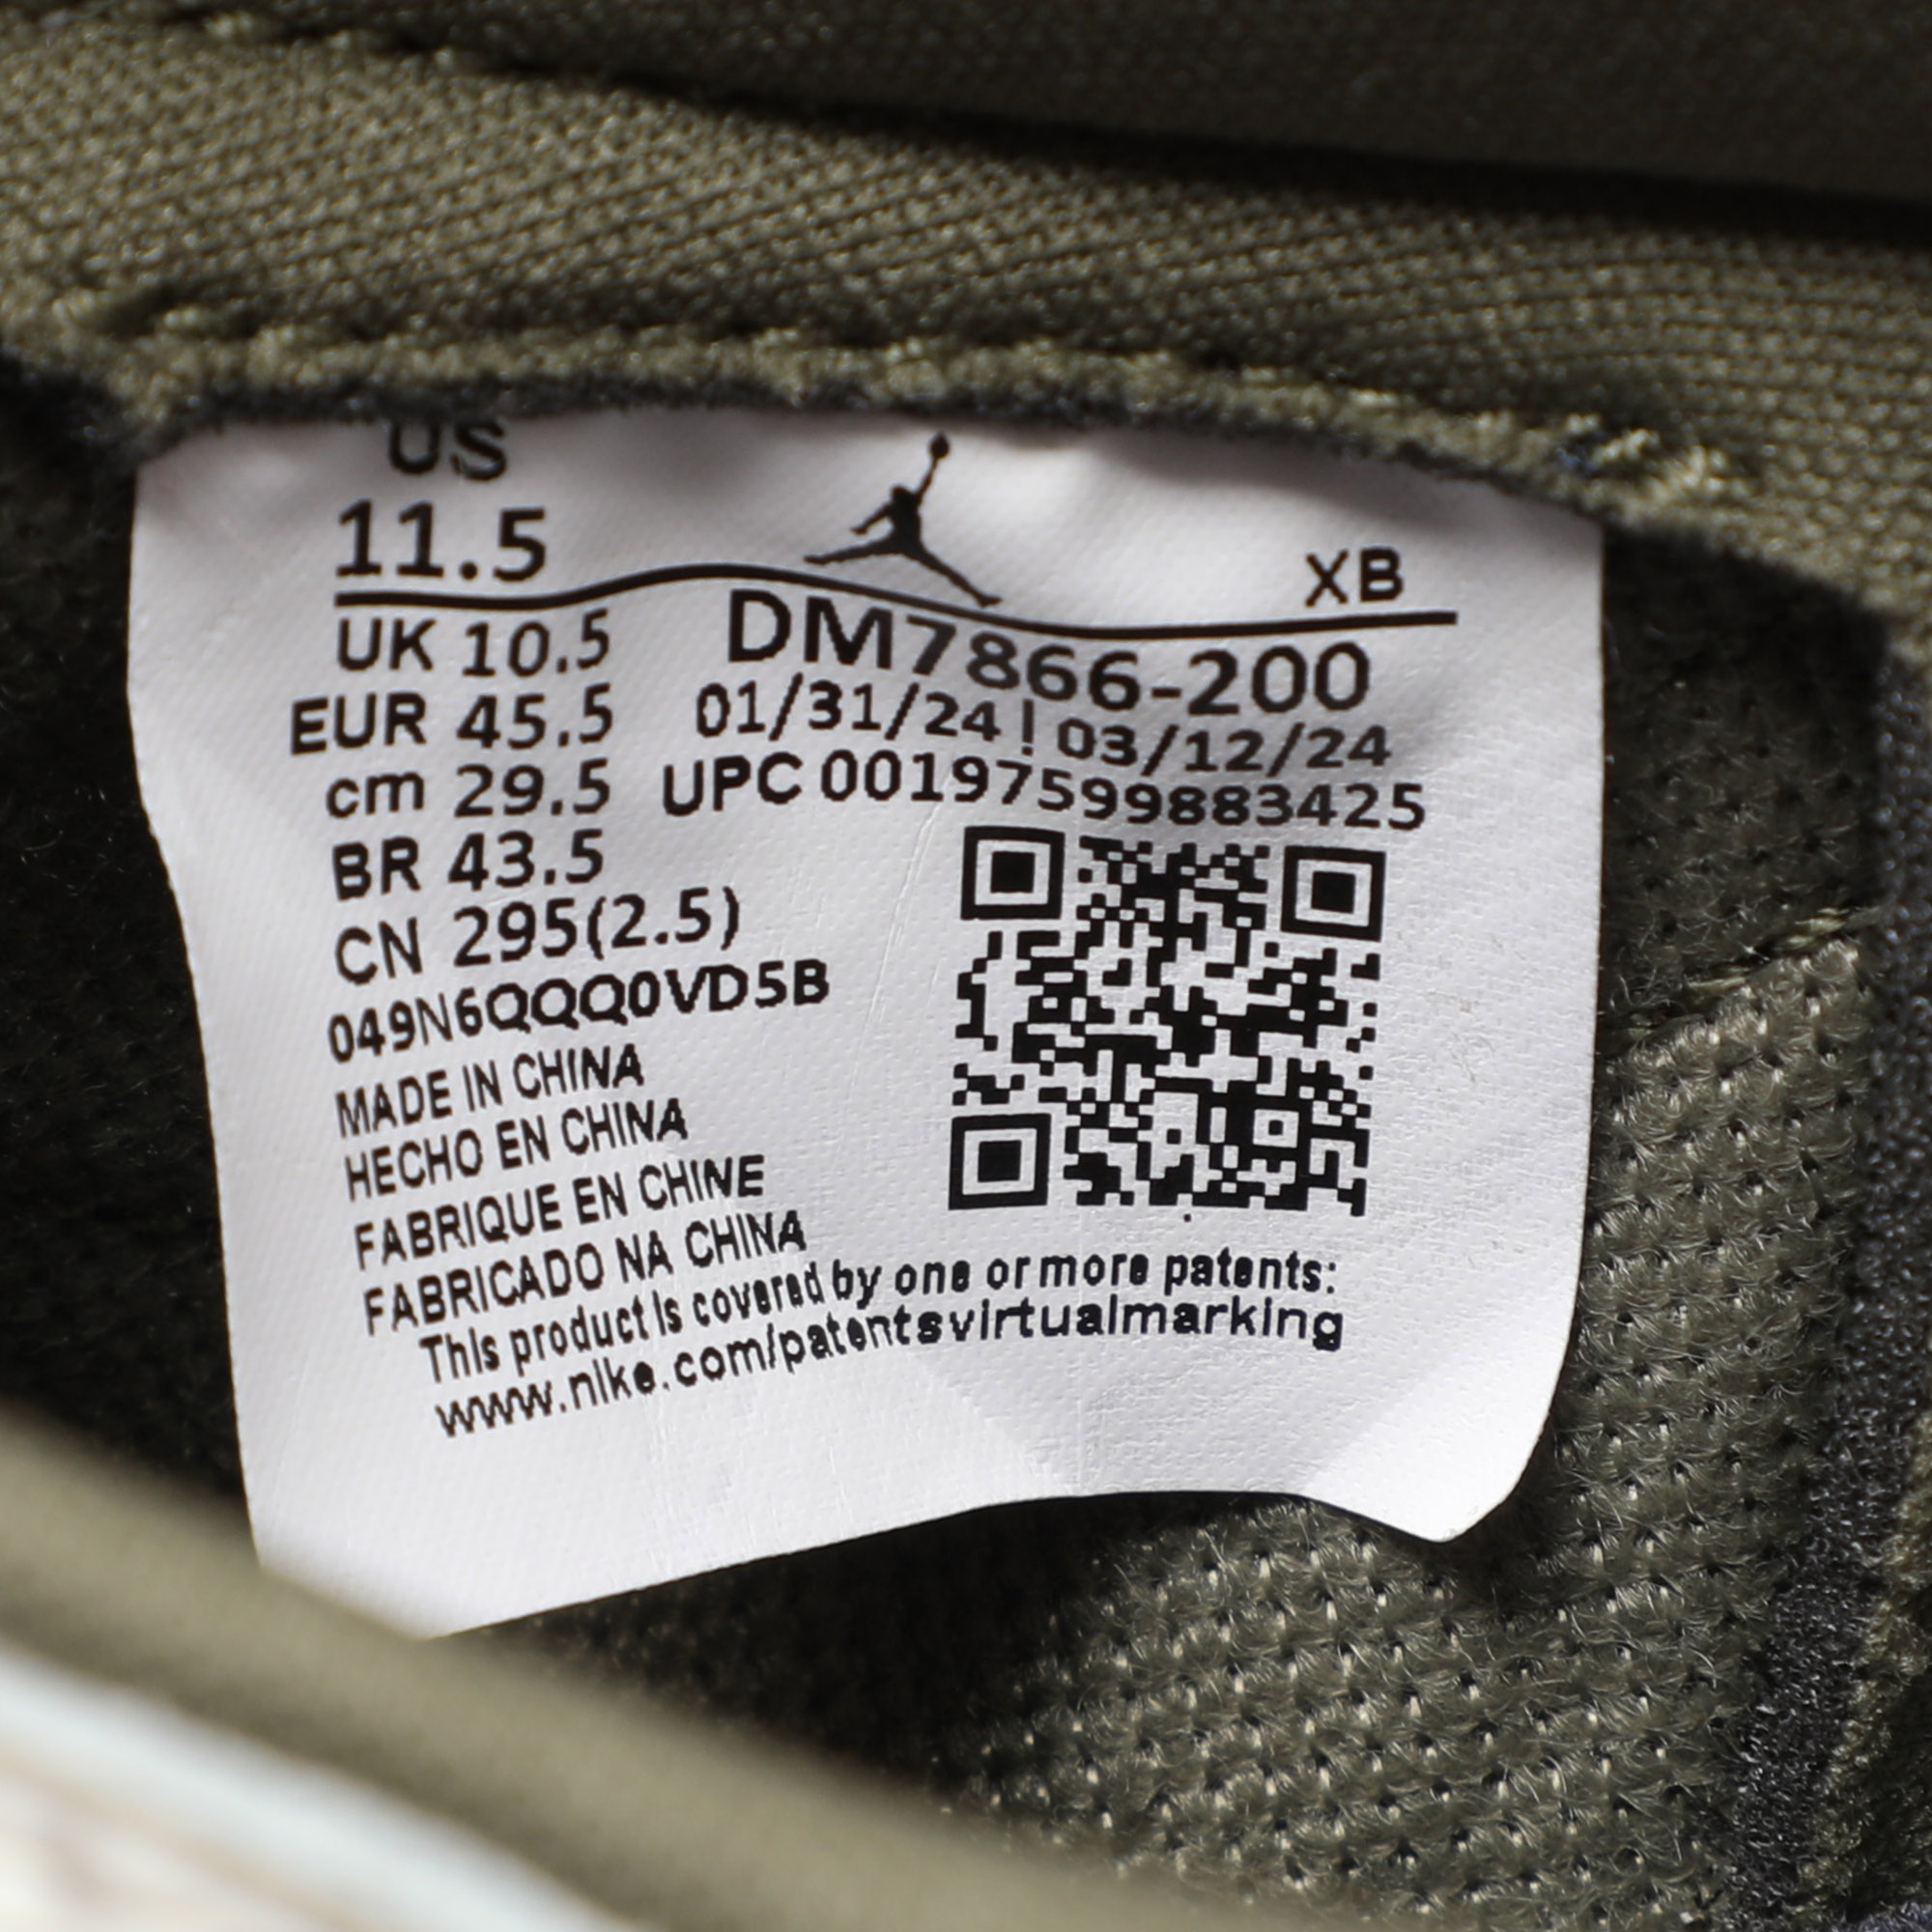 US
11.5
XB
UK 10.5
EUR 45.5
cm 29.5
BR 43.5
CN 295(2.5)
DM7866-200
01/31/24 ! 03/12/24
UPC 00197599883425
049N6QQQ0VD5B
MADE IN CHINA
HECHO EN CHINA
FABRIQUE EN CHINE
FABRICADO NA CHINA
This product is covered by one or more patents:
www.nike.com/patentsvirtualmarking